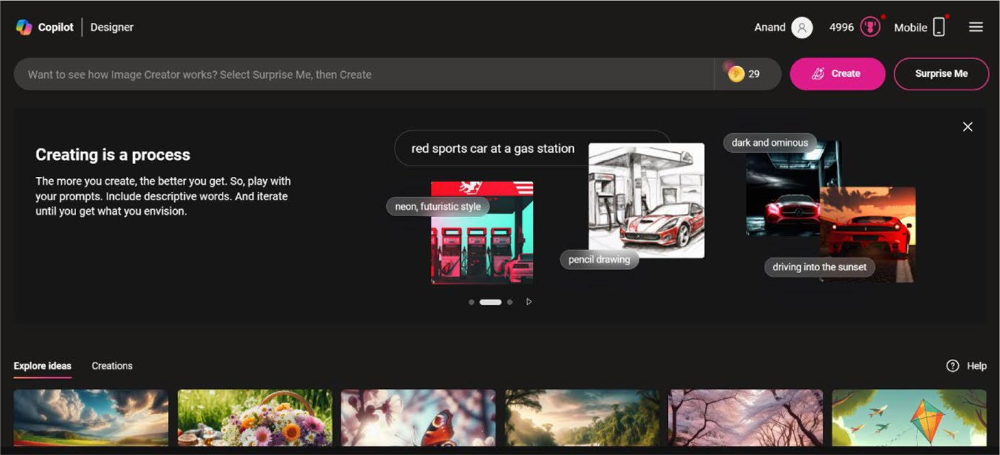 Copilot | Designer
Anand
4996
Mobile
Want to see how Image Creator works? Select Surprise Me, then Create
29
Create
Surprise Me
Creating is a process
The more you create, the better you get. So, play with
your prompts. Include descriptive words. And iterate
until you get what you envision.
red sports car at a gas station
neon, futuristic style
pencil drawing
dark and ominous
driving into the sunset
Explore ideas
Creations
Help